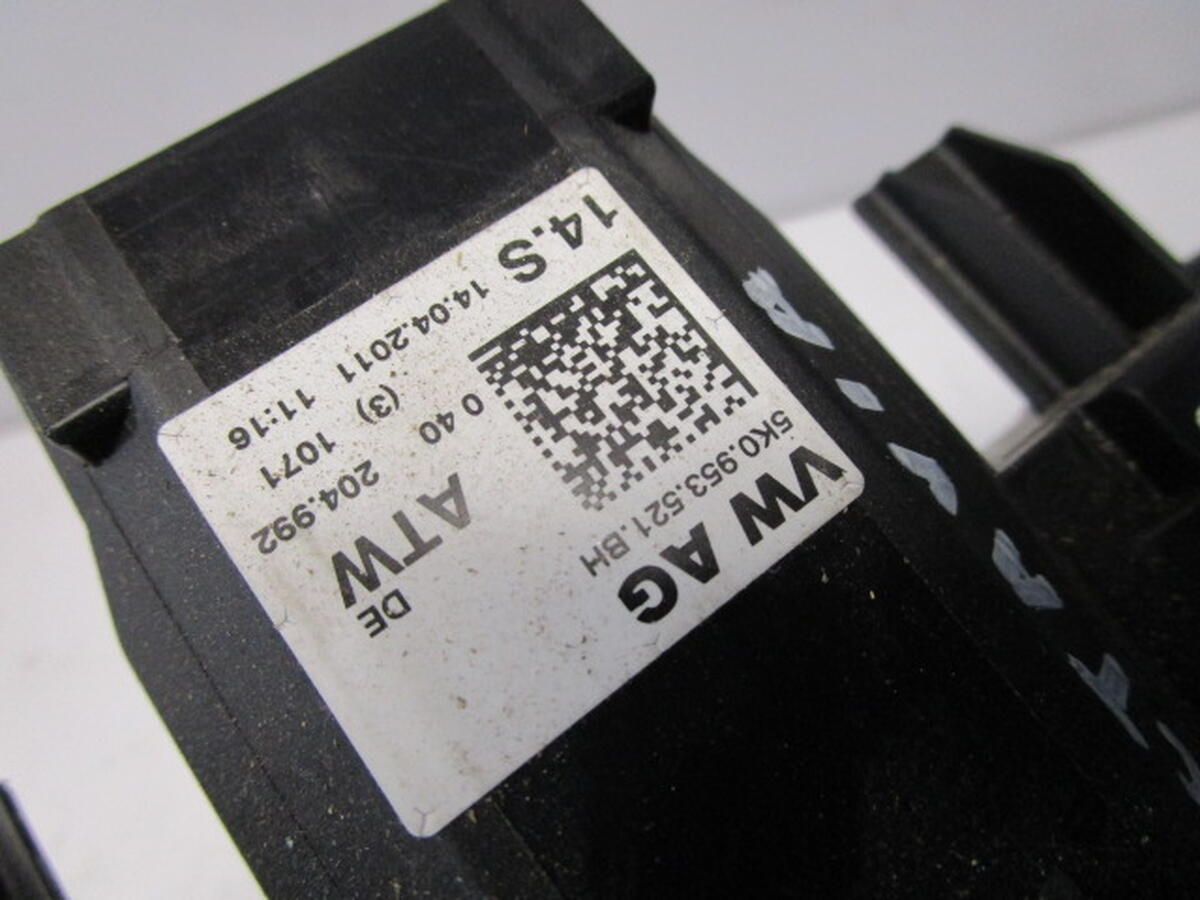 VW AG
5K0.953.521.BH
DE
ATW
0 40
204.992
(3) 1071
14.S
14.04.2011 11:16